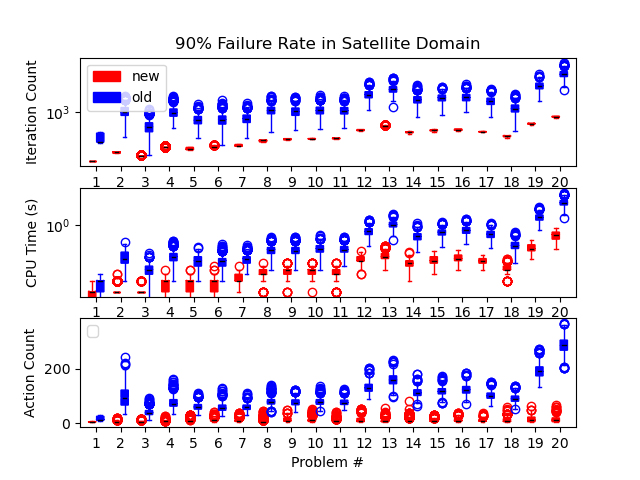 90% Failure Rate in Satellite Domain
Iteration Count
new
old
10³
1 2 3 4 5 6 7 8 9 10 11 12 13 14 15 16 17 18 19 20
CPU Time (s)
10⁰
1 2 3 4 5 6 7 8 9 10 11 12 13 14 15 16 17 18 19 20
Action Count
200
0
1 2 3 4 5 6 7 8 9 10 11 12 13 14 15 16 17 18 19 20
Problem #